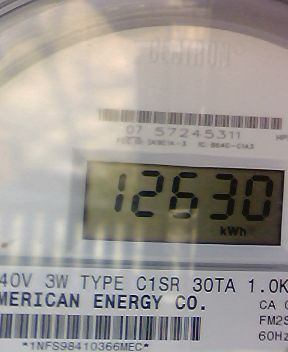 07 57245311
12630
kWh
40V 3W TYPE C1SR 30TA 1.0K
MERICAN ENERGY CO.
CA
FM2S
60Hz
*1NFS98410366MEC*